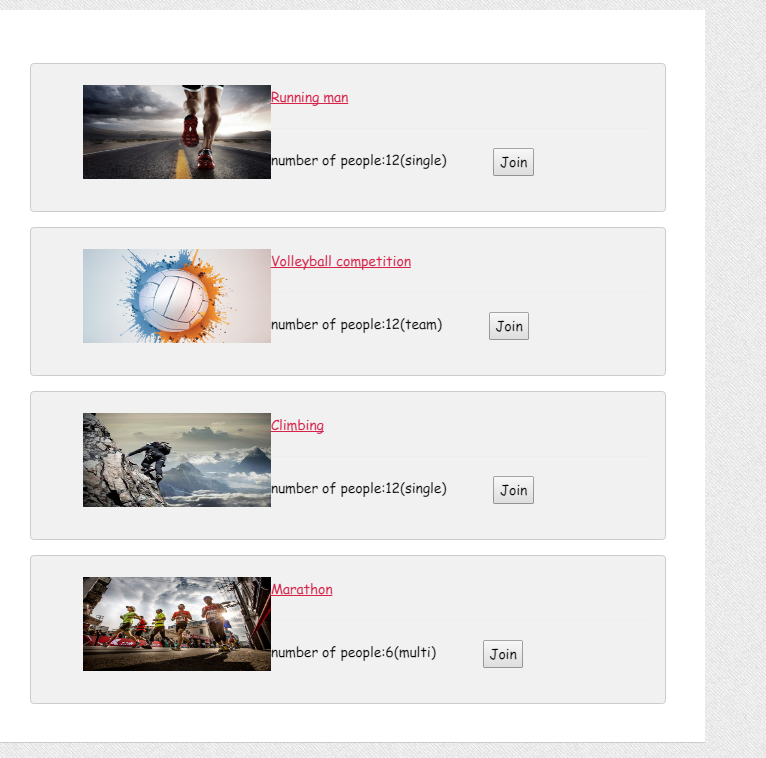 Running man
number of people:12(single) Join
Volleyball competition
number of people:12(team) Join
Climbing
number of people:12(single) Join
Marathon
number of people:6(multi) Join